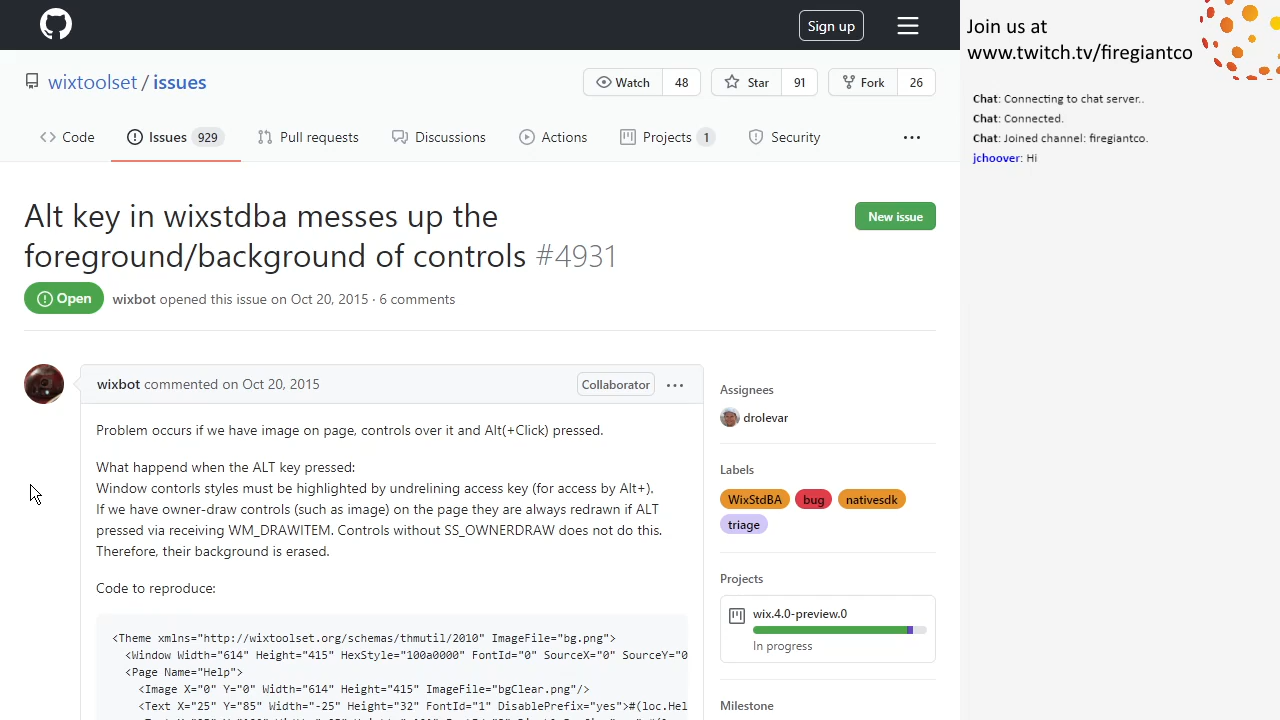 Sign up
Join us at
www.twitch.tv/firegiantco
wixtoolset / issues
Watch 48
Star 91
Fork 26
Chat: Connecting to chat server..
Chat: Connected.
Chat: Joined channel: firegiantco.
jchoover: Hi
Code
Issues 929
Pull requests
Discussions
Actions
Projects 1
Security
Alt key in wixstdba messes up the
foreground/background of controls #4931
New issue
Open
wixbot opened this issue on Oct 20, 2015 · 6 comments
wixbot commented on Oct 20, 2015
Collaborator
Problem occurs if we have image on page, controls over it and Alt(+Click) pressed.
What happend when the ALT key pressed:
Window contorls styles must be highlighted by undrelining access key (for access by Alt+).
If we have owner-draw controls (such as image) on the page they are always redrawn if ALT
pressed via receiving WM_DRAWITEM. Controls without SS_OWNERDRAW does not do this.
Therefore, their background is erased.
Code to reproduce:
<Theme xmlns="http://wixtoolset.org/schemas/thmutil/2010" ImageFile="bg.png">
<Window Width="614" Height="415" HexStyle="100a0000" FontId="0" SourceX="0" SourceY="0
<Page Name="Help">
<Image X="0" Y="0" Width="614" Height="415" ImageFile="bgClear.png"/>
<Text X="25" Y="85" Width="-25" Height="32" FontId="1" DisablePrefix="yes">#(loc.Hel
Assignees
drolevar
Labels
WixStdBA
bug
nativesdk
triage
Projects
wix.4.0-preview.0
In progress
Milestone